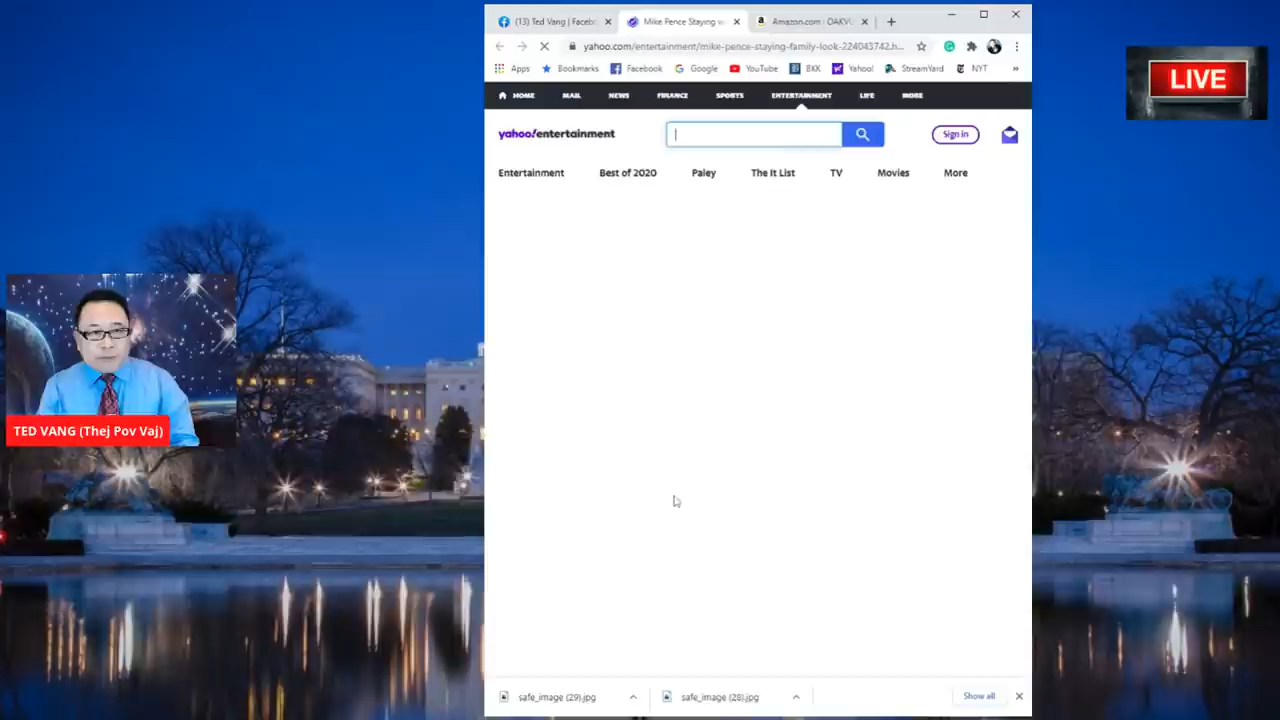 (13) Ted Vang | Faceb
Mike Pence Staying w
Amazon.com : OAKVU
yahoo.com/entertainment/mike-pence-staying-family-look-224043742.h...
Apps
Bookmarks
Facebook
Google
YouTube
BKK
Yahoo!
StreamYard
NYT
»
HOME
MAIL
NEWS
FINANCE
SPORTS
ENTERTAINMENT
LIFE
MORE
yahoo!entertainment
Sign in
Entertainment
Best of 2020
Paley
The It List
TV
Movies
More
LIVE
TED VANG (Thej Pov Vaj)
safe_image (29).jpg
safe_image (28).jpg
Show all